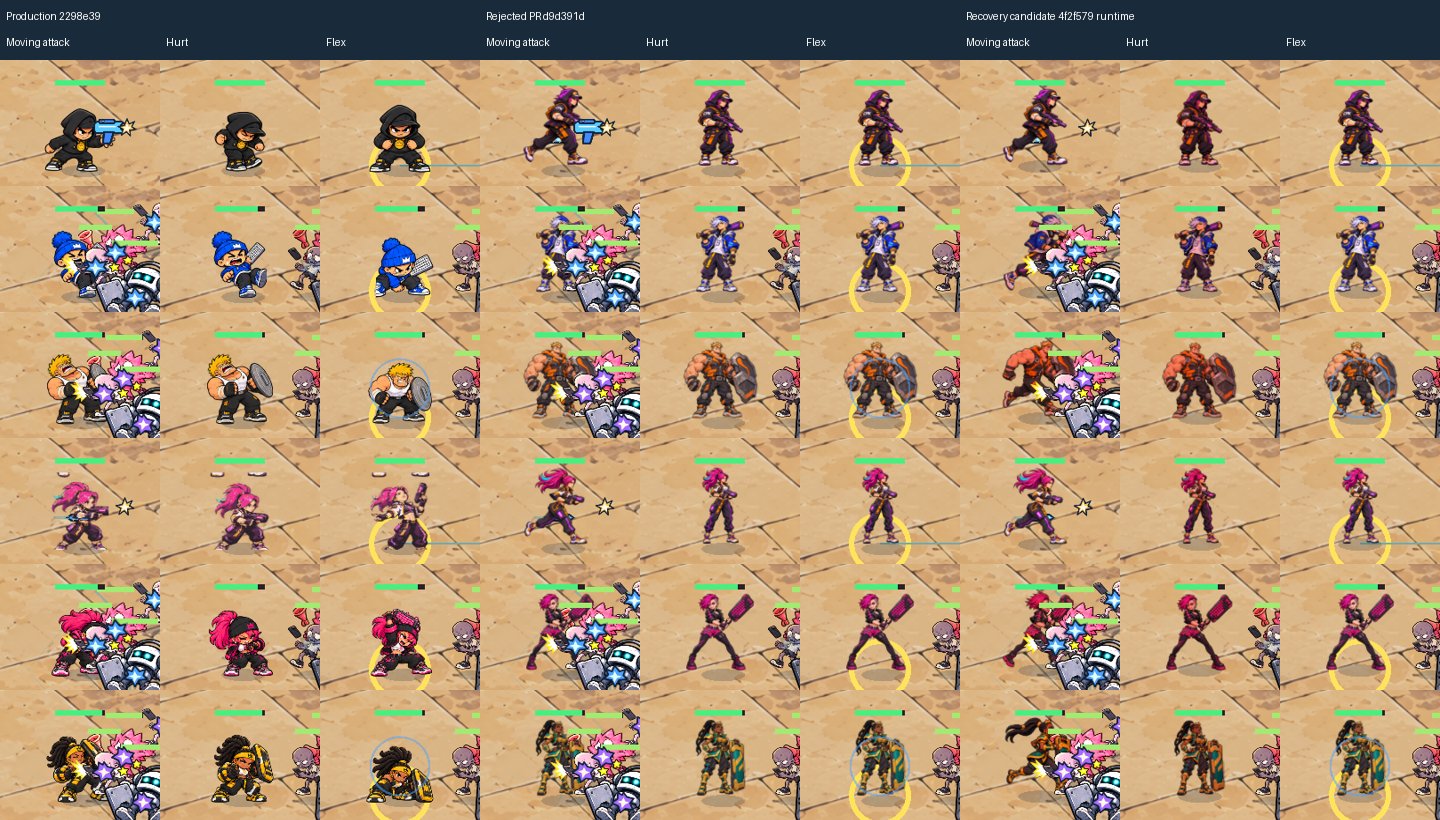 Production 2298e39 Rejected PRd9d391d Recovery candidate 4f2f579 runtime
Moving attack Hurt Flex Moving attack Hurt Flex Moving attack Hurt Flex